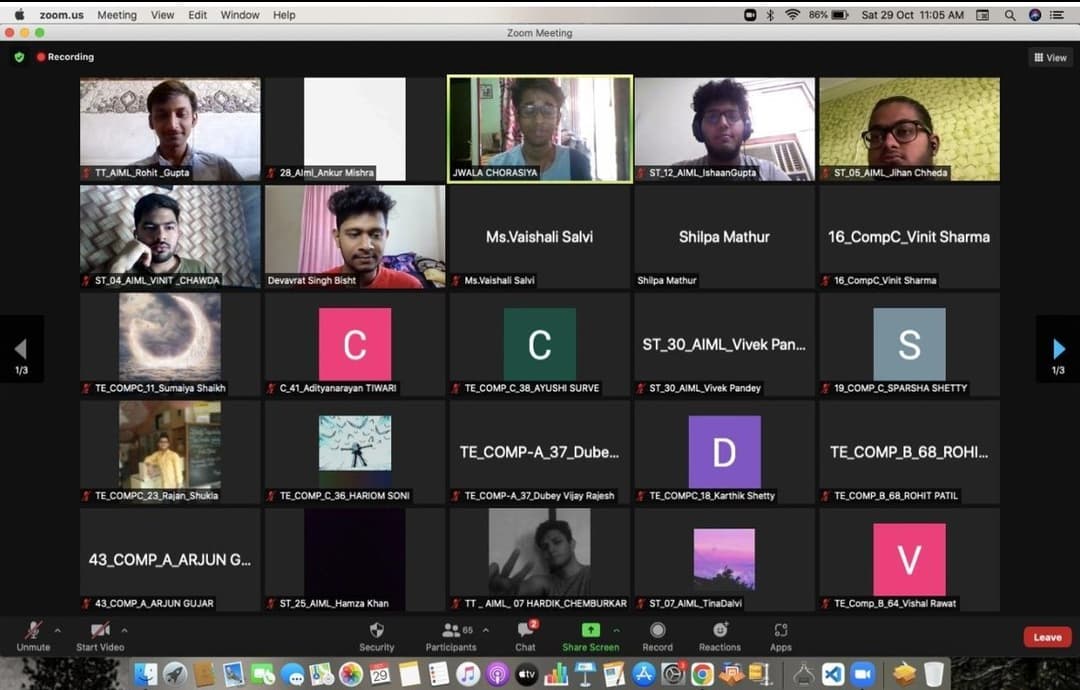 zoom.us Meeting View Edit Window Help 86% Sat 29 Oct 11:05 AM
Zoom Meeting
Recording View
TT_AIML_Rohit _Gupta 28_AIml_Ankur Mishra JWALA CHORASIYA ST_12_AIML_IshaanGupta ST_05_AIML_Jihan Chheda
Ms.Vaishali Salvi Shilpa Mathur 16_CompC_Vinit Sharma
ST_04_AIML_VINIT _CHAWDA Devavrat Singh Bisht Ms.Vaishali Salvi Shilpa Mathur 16_CompC_Vinit Sharma
C C ST_30_AIML_Vivek Pan... S
1/3 1/3
TE_COMPC_11_Sumaiya Shaikh C_41_Adityanarayan TIWARI TE_COMP_C_38_AYUSHI SURVE ST_30_AIML_Vivek Pandey 19_COMP_C_SPARSHA SHETTY
TE_COMP-A_37_Dube... D TE_COMP_B_68_ROHI...
TE_COMPC_23_Rajan_Shukla TE_COMP_C_36_HARIOM SONI TE_COMP-A_37_Dubey Vijay Rajesh TE_COMPC_18_Karthik Shetty TE_COMP_B_68_ROHIT PATIL
43_COMP_A_ARJUN G... V
43_COMP_A_ARJUN GUJAR ST_25_AIML_Hamza Khan TT _ AIML_ 07 HARDIK_CHEMBURKAR ST_07_AIML_TinaDalvi TE_Comp_B_64_Vishal Rawat
65 2
Unmute Start Video Security Participants Chat Share Screen Record Reactions Apps Leave
29 tv